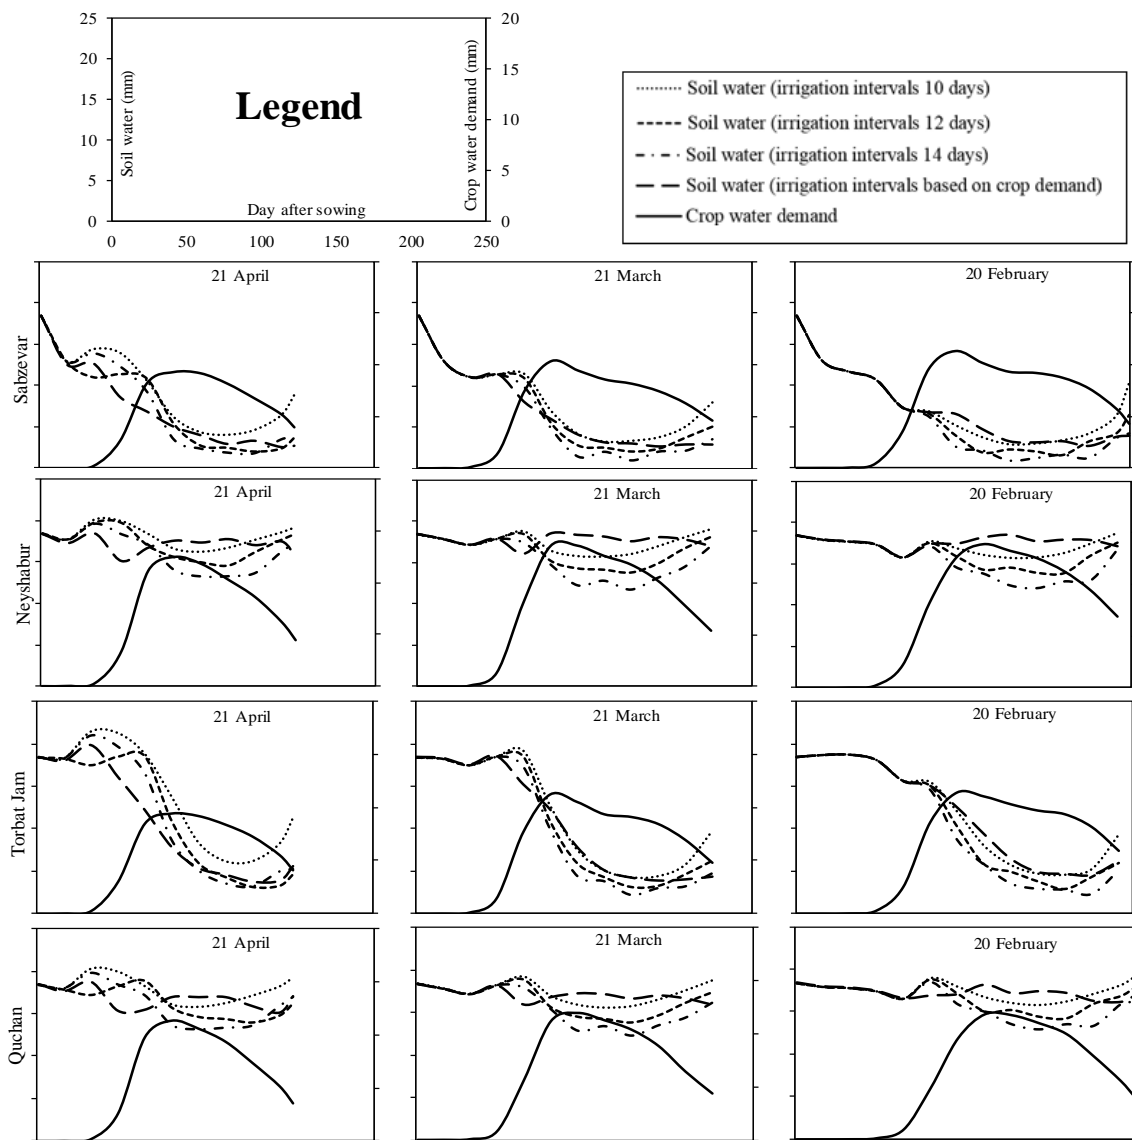 25
20
15
10
5
0
Soil water (mm)
Legend
Day after sowing
Crop water demand (mm)
20
15
10
5
0
0 50 100 150 200 250
Soil water (irrigation intervals 10 days)
Soil water (irrigation intervals 12 days)
Soil water (irrigation intervals 14 days)
Soil water (irrigation intervals based on crop demand)
Crop water demand
Sabzevar
21 April
21 March
20 February
Neyshabur
21 April
21 March
20 February
Torbat Jam
21 April
21 March
20 February
Quchan
21 April
21 March
20 February